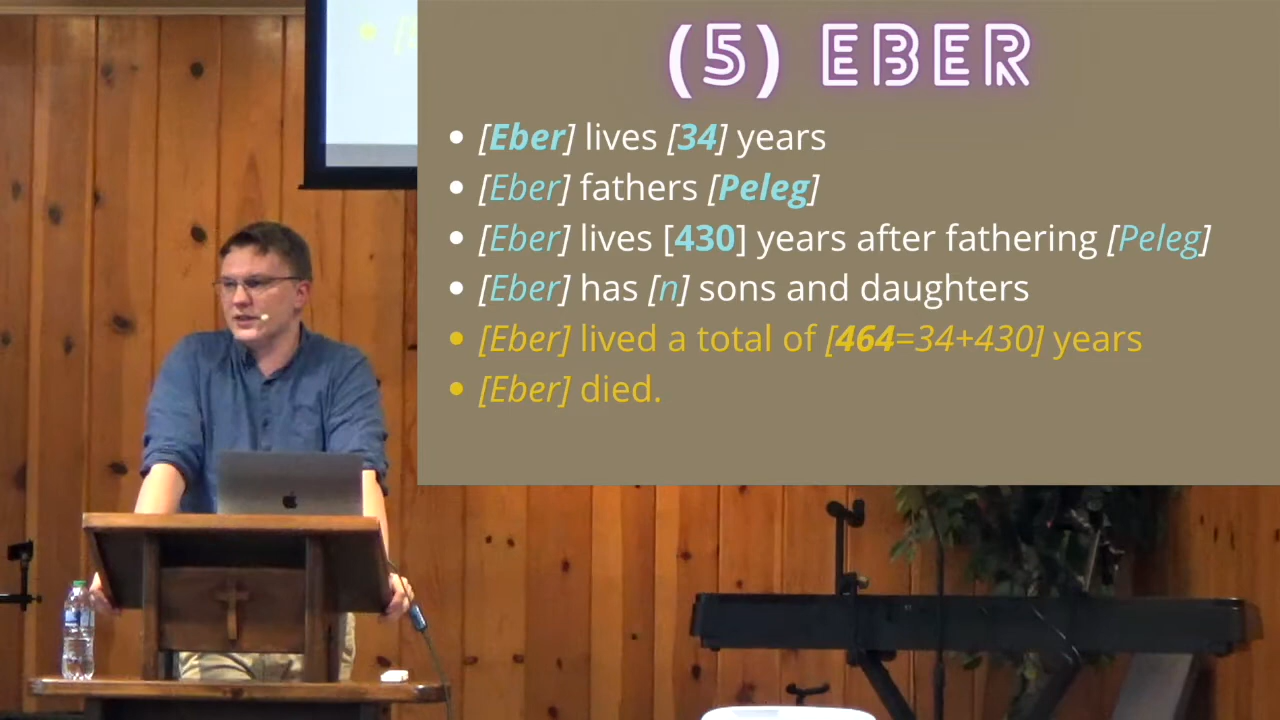 (5) EBER
• [Eber] lives [34] years
• [Eber] fathers [Peleg]
• [Eber] lives [430] years after fathering [Peleg]
• [Eber] has [n] sons and daughters
• [Eber] lived a total of [464=34+430] years
• [Eber] died.